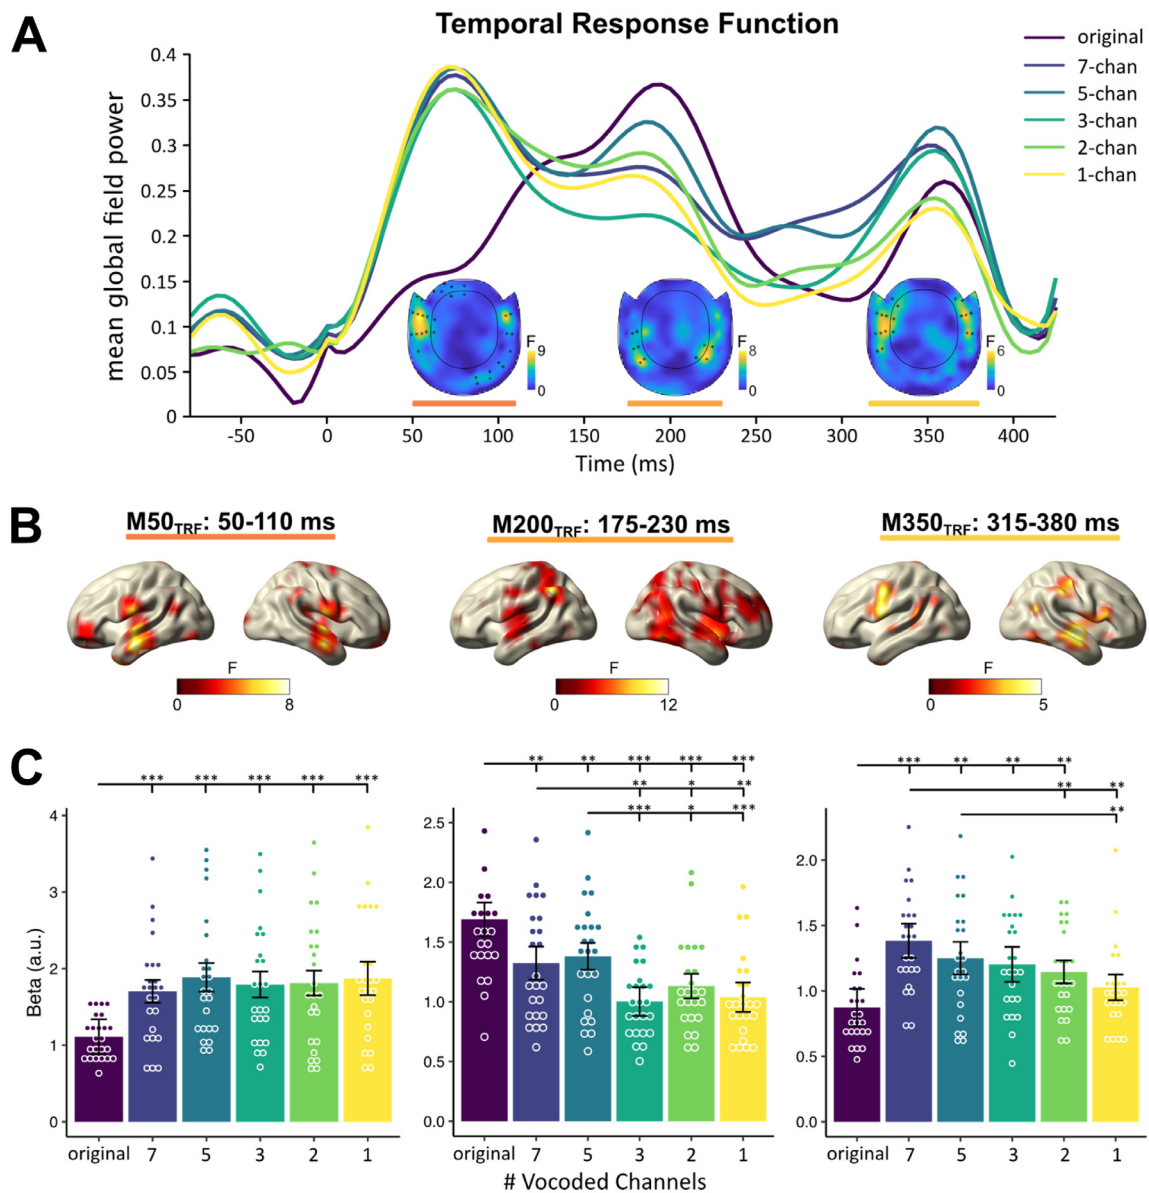 A
Temporal Response Function
original
7-chan
5-chan
3-chan
2-chan
1-chan
mean global field power
0.4
0.35
0.3
0.25
0.2
0.15
0.1
0.05
0
F
9
0
F
8
0
F
6
0
-50 0 50 100 150 200 250 300 350 400
Time (ms)
B
M50TRF: 50-110 ms
M200TRF: 175-230 ms
M350TRF: 315-380 ms
F
0 8
F
0 12
F
0 5
C
*** *** *** *** ***
** ** *** *** ***
** * **
*** * ***
*** ** ** **
** **
**
Beta (a.u.)
4
3
2
1
0
2.5
2.0
1.5
1.0
0.5
0.0
2.0
1.5
1.0
0.5
0.0
original 7 5 3 2 1
original 7 5 3 2 1
original 7 5 3 2 1
# Vocoded Channels